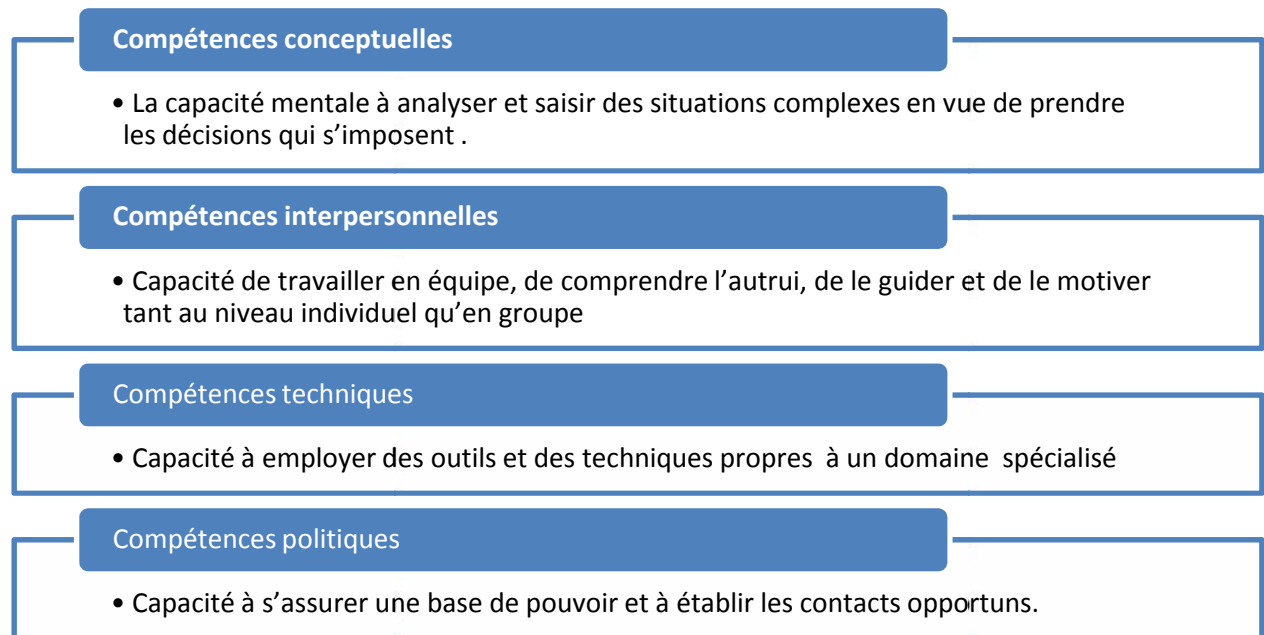 Compétences conceptuelles
• La capacité mentale à analyser et saisir des situations complexes en vue de prendre
les décisions qui s’imposent .
Compétences interpersonnelles
• Capacité de travailler en équipe, de comprendre l’autrui, de le guider et de le motiver
tant au niveau individuel qu’en groupe
Compétences techniques
• Capacité à employer des outils et des techniques propres à un domaine spécialisé
Compétences politiques
• Capacité à s’assurer une base de pouvoir et à établir les contacts opportuns.